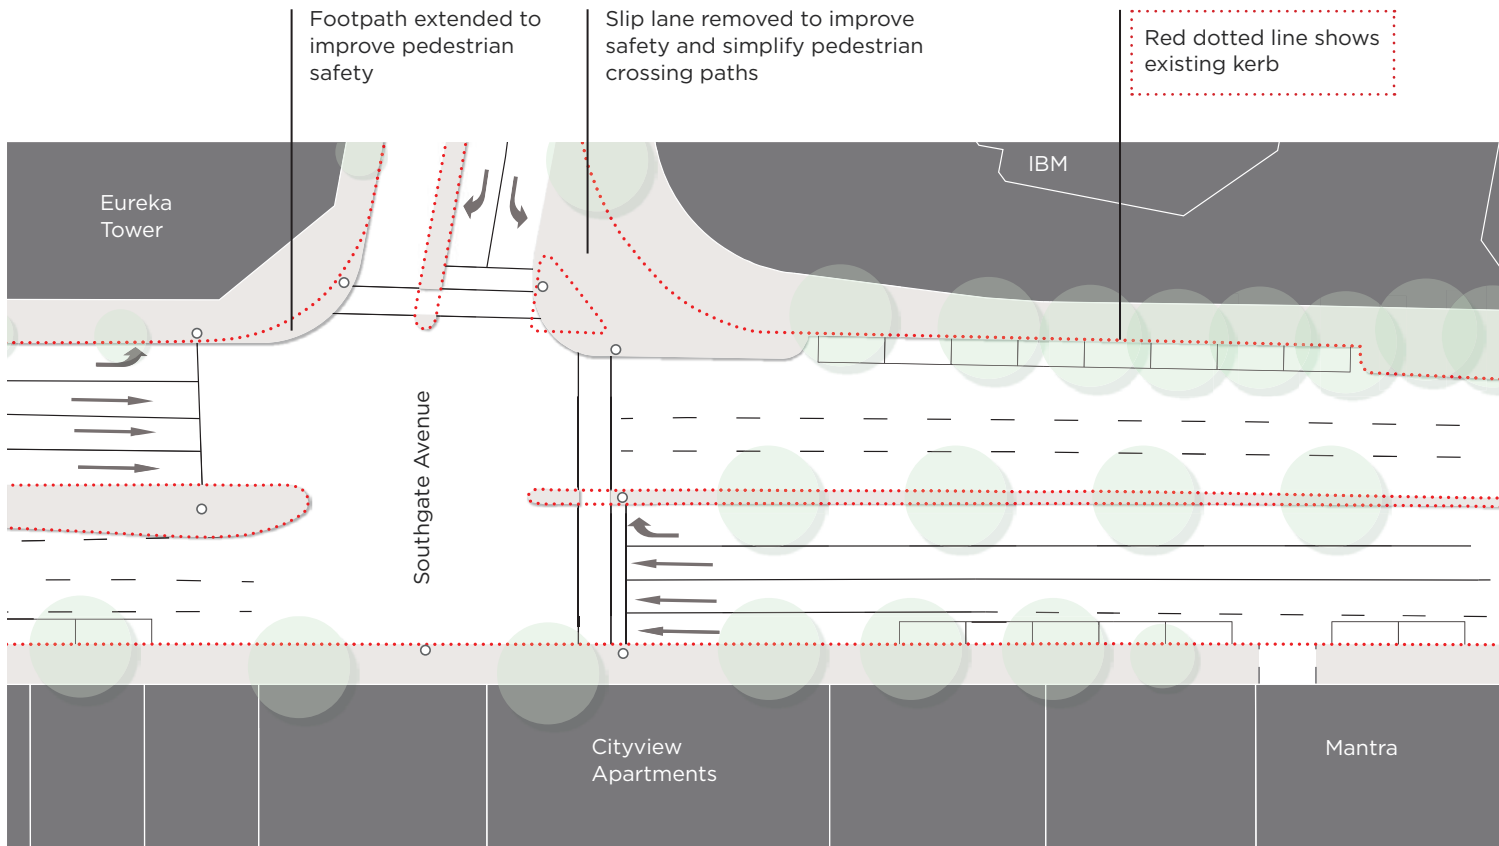 Footpath extended to
improve pedestrian
safety
Slip lane removed to improve
safety and simplify pedestrian
crossing paths
Red dotted line shows
existing kerb
Eureka
Tower
IBM
Southgate Avenue
Cityview
Apartments
Mantra